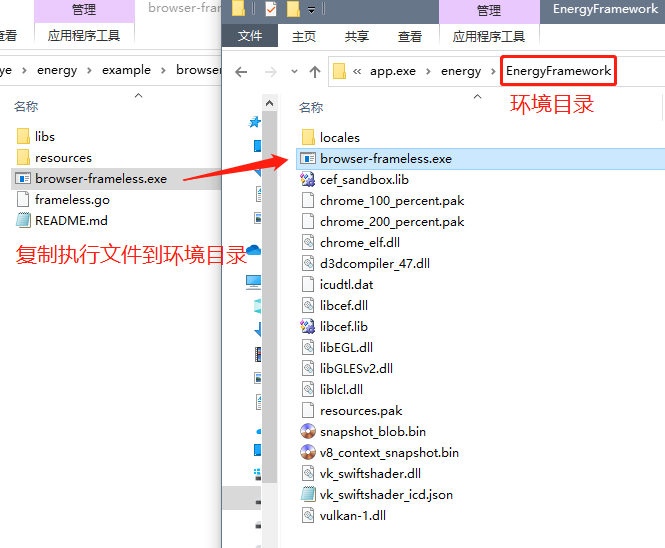 管理
browser-fram
查看
应用程序工具
ye › energy › example › brows
名称
libs
resources
browser-frameless.exe
frameless.go
README.md
复制执行文件到环境目录
管理
EnergyFramework
文件
主页
共享
查看
应用程序工具
« app.exe › energy › EnergyFramework
环境目录
名称
locales
browser-frameless.exe
cef_sandbox.lib
chrome_100_percent.pak
chrome_200_percent.pak
chrome_elf.dll
d3dcompiler_47.dll
icudtl.dat
libcef.dll
libcef.lib
libEGL.dll
libGLESv2.dll
liblcl.dll
resources.pak
snapshot_blob.bin
v8_context_snapshot.bin
vk_swiftshader.dll
vk_swiftshader_icd.json
vulkan-1.dll